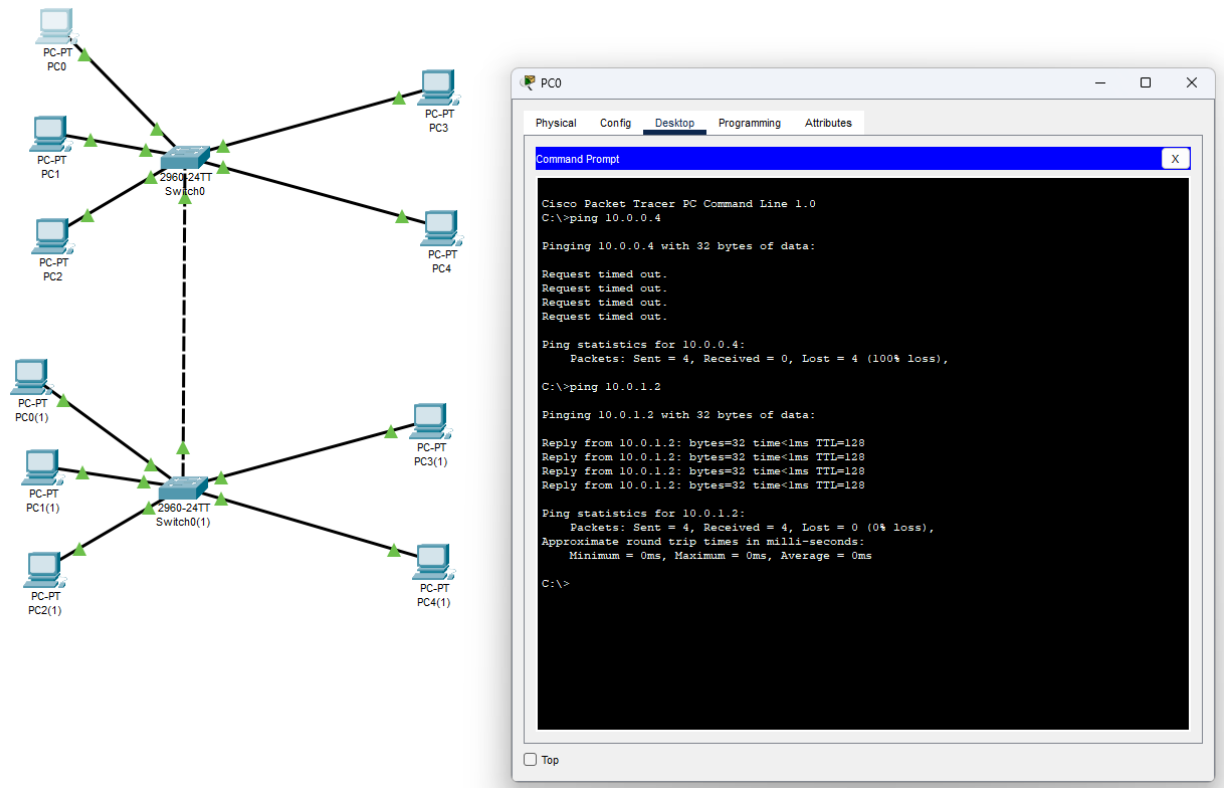 PC-PT
PC0
PC-PT
PC1
PC-PT
PC2
PC-PT
PC3
PC-PT
PC4
2960-24TT
Switch0
PC-PT
PC0(1)
PC-PT
PC1(1)
PC-PT
PC2(1)
PC-PT
PC3(1)
PC-PT
PC4(1)
2960-24TT
Switch0(1)
PC0
Physical Config Desktop Programming Attributes
Command Prompt
X
Cisco Packet Tracer PC Command Line 1.0
C:\>ping 10.0.0.4
Pinging 10.0.0.4 with 32 bytes of data:
Request timed out.
Request timed out.
Request timed out.
Request timed out.
Ping statistics for 10.0.0.4:
Packets: Sent = 4, Received = 0, Lost = 4 (100% loss),
C:\>ping 10.0.1.2
Pinging 10.0.1.2 with 32 bytes of data:
Reply from 10.0.1.2: bytes=32 time<1ms TTL=128
Reply from 10.0.1.2: bytes=32 time<1ms TTL=128
Reply from 10.0.1.2: bytes=32 time<1ms TTL=128
Reply from 10.0.1.2: bytes=32 time<1ms TTL=128
Ping statistics for 10.0.1.2:
Packets: Sent = 4, Received = 4, Lost = 0 (0% loss),
Approximate round trip times in milli-seconds:
Minimum = 0ms, Maximum = 0ms, Average = 0ms
C:\>
Top